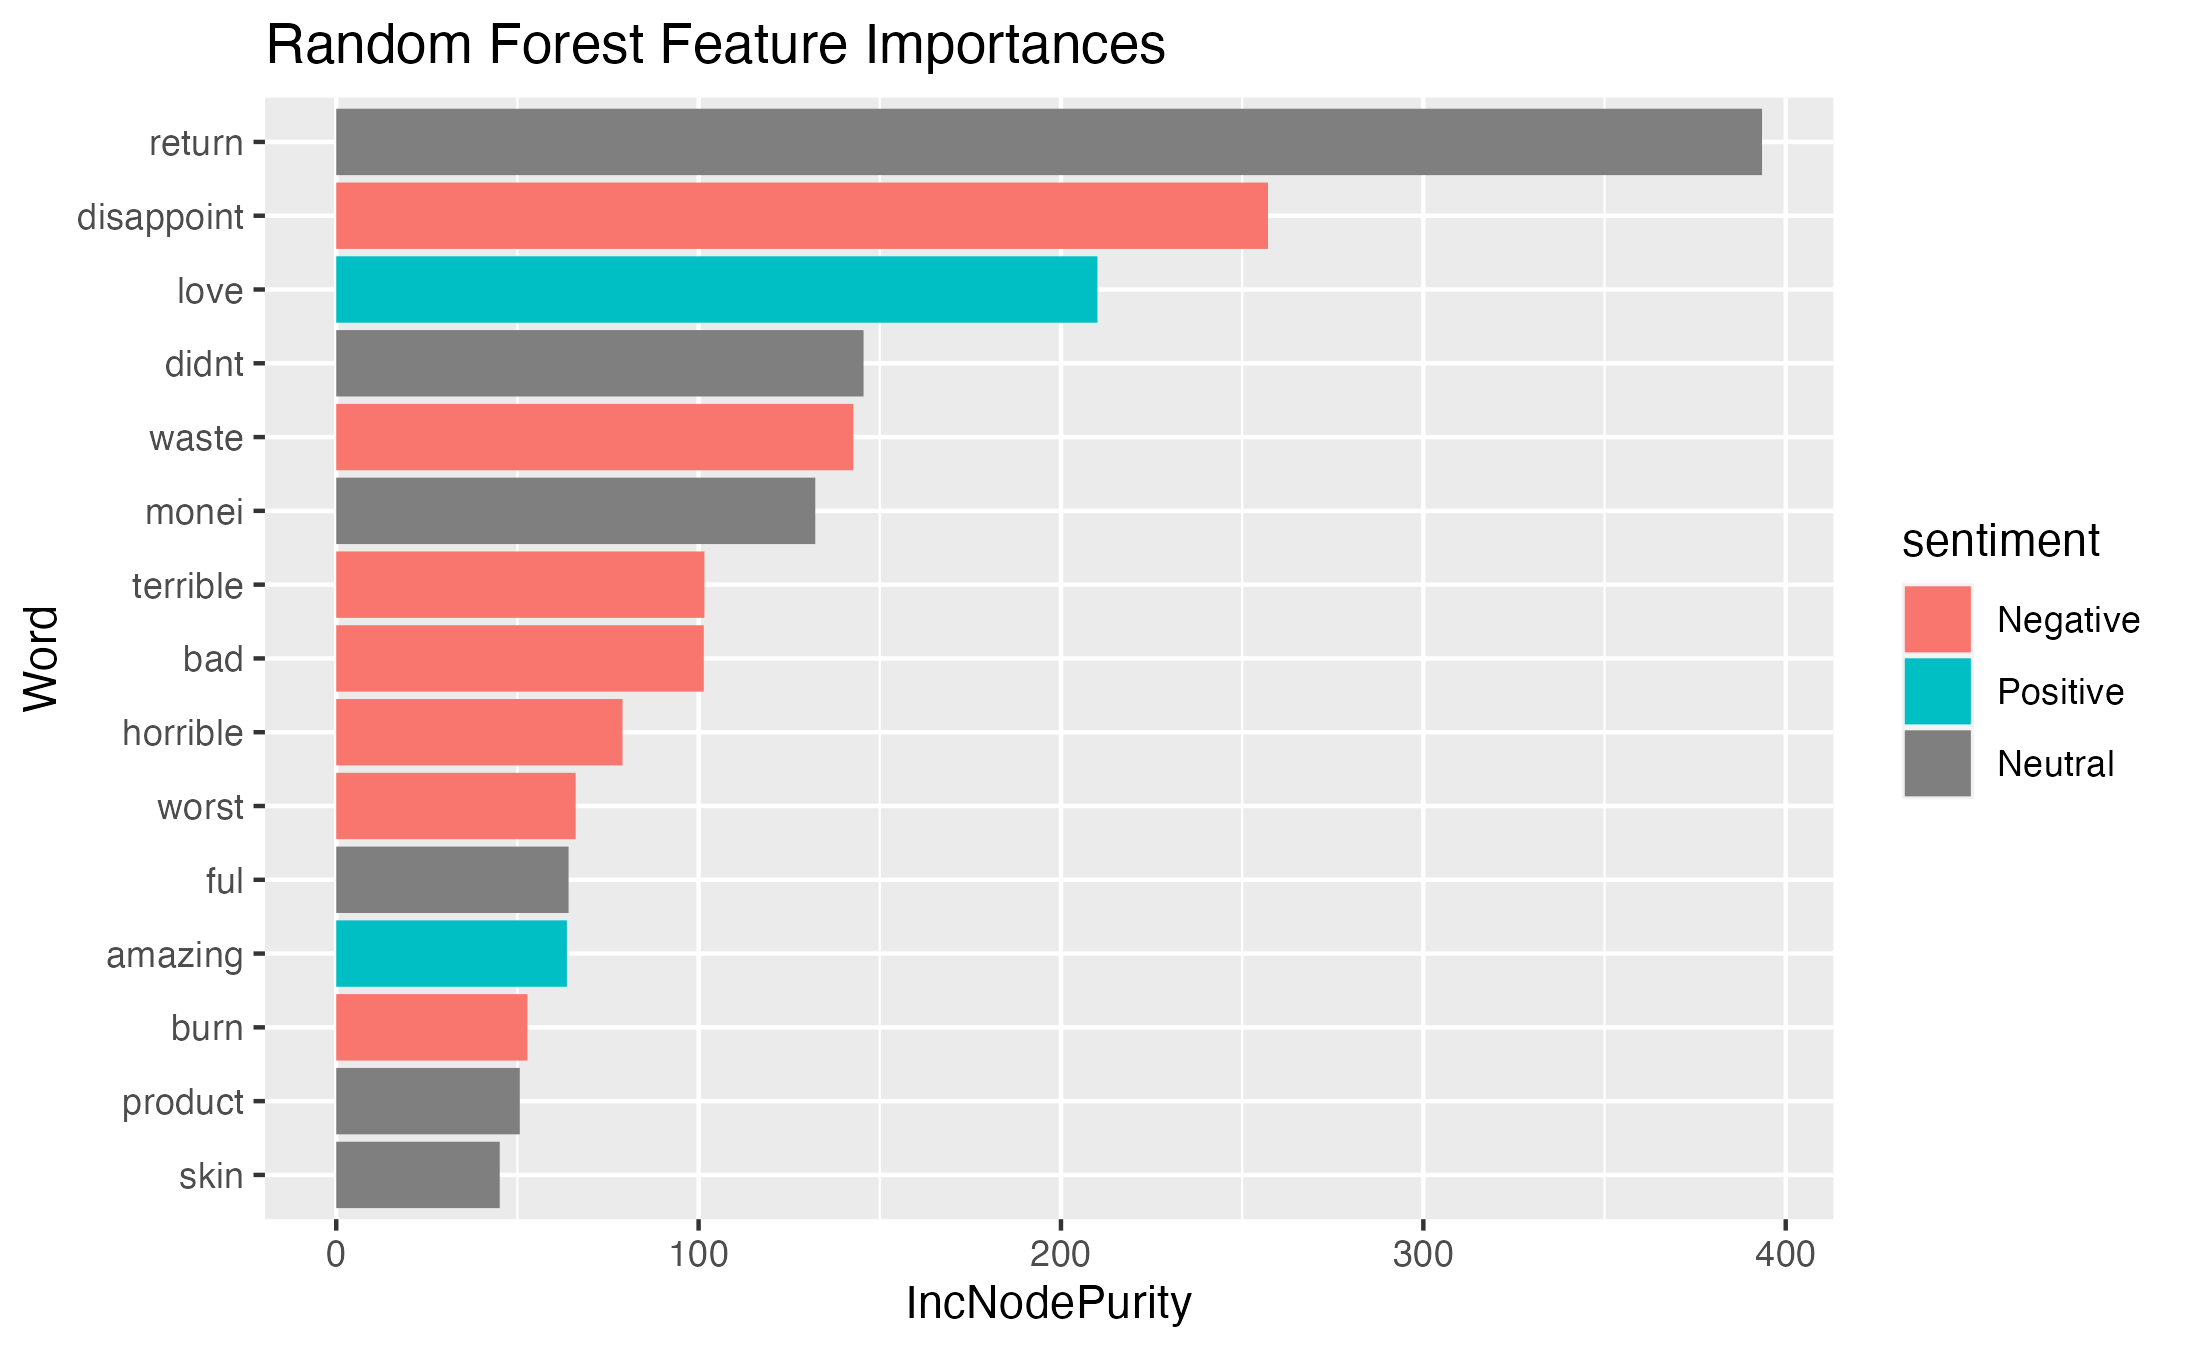 Random Forest Feature Importances
return
disappoint
love
didnt
waste
monei
terrible
bad
horrible
worst
ful
amazing
burn
product
skin
Word
0 100 200 300 400
IncNodePurity
sentiment
Negative
Positive
Neutral